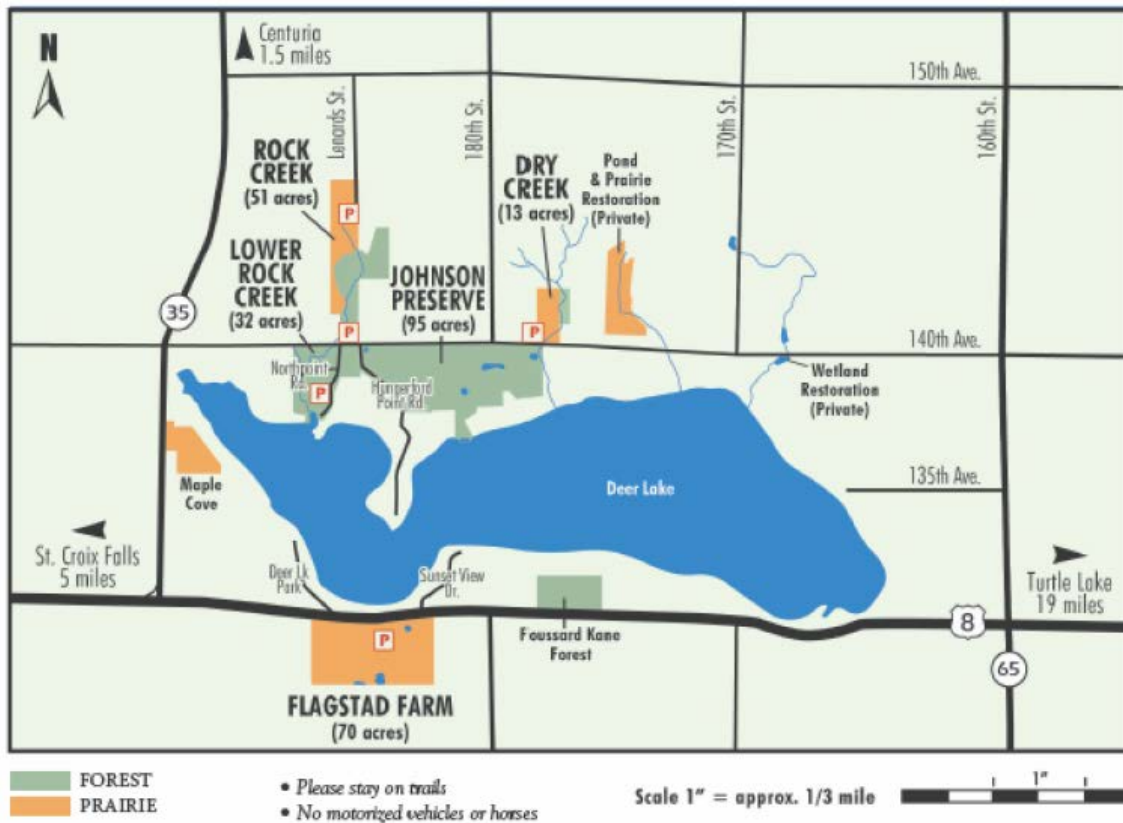 N
Centuria
1.5 miles
150th Ave.
Lenards St.
180th St.
170th St.
160th St.
ROCK
CREEK
(51 acres)
P
DRY
CREEK
(13 acres)
Pond
& Prairie
Restoration
(Private)
LOWER
ROCK
CREEK
(32 acres)
JOHNSON
PRESERVE
(95 acres)
35
P
P
140th Ave.
Northpoint
Rd.
P
Hungerford
Point Rd.
Wetland
Restoration
(Private)
Maple
Cove
Deer Lake
135th Ave.
St. Croix Falls
5 miles
Deer Lk
Park
Sunset View
Dr.
Turtle Lake
19 miles
P
Foussard Kane
Forest
8
65
FLAGSTAD FARM
(70 acres)
FOREST
PRAIRIE
• Please stay on trails
• No motorized vehicles or horses
Scale 1" = approx. 1/3 mile
1"